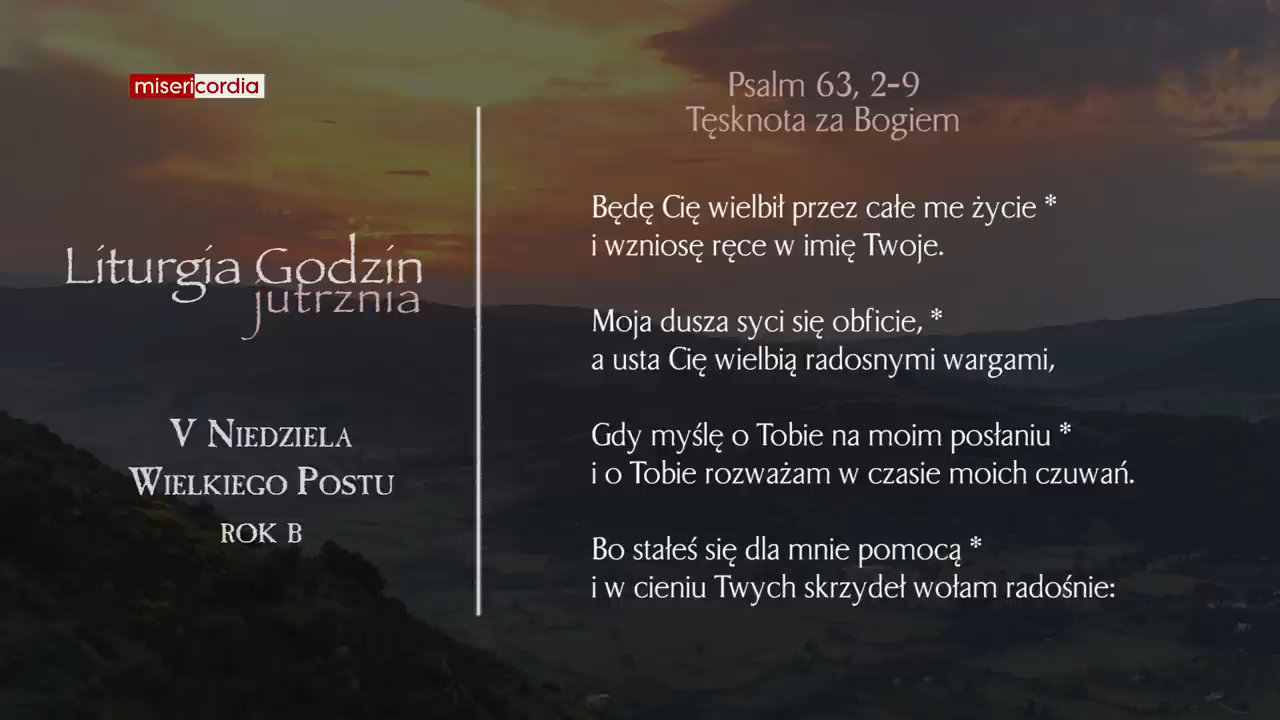 misericordia
Liturgia Godzin
jutrznia
V Niedziela
Wielkiego Postu
rok B
Psalm 63, 2-9
Tęsknota za Bogiem
Będę Cię wielbił przez całe me życie *
i wzniosę ręce w imię Twoje.
Moja dusza syci się obficie, *
a usta Cię wielbią radosnymi wargami,
Gdy myślę o Tobie na moim posłaniu *
i o Tobie rozważam w czasie moich czuwań.
Bo stałeś się dla mnie pomocą *
i w cieniu Twych skrzydeł wołam radośnie: